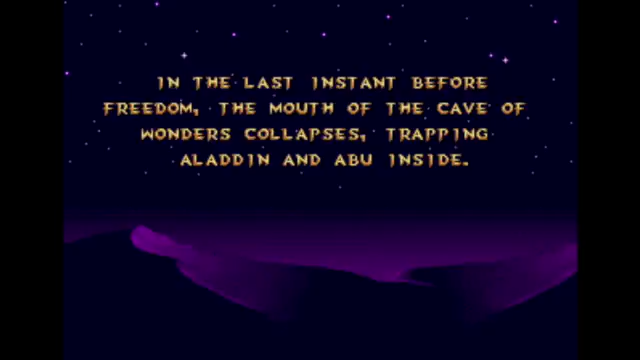 IN THE LAST INSTANT BEFORE
FREEDOM, THE MOUTH OF THE CAVE OF
WONDERS COLLAPSES, TRAPPING
ALADDIN AND ABU INSIDE.